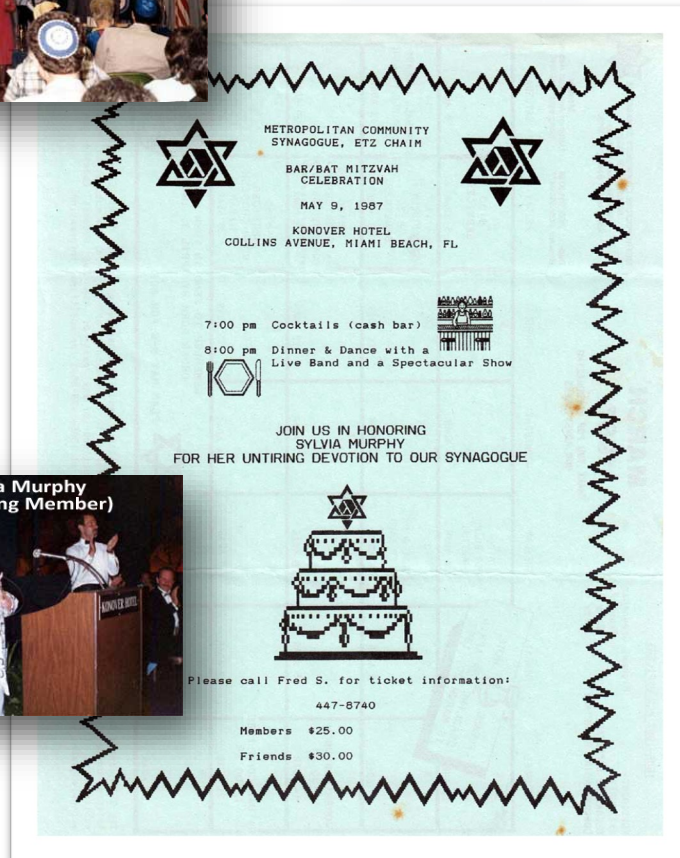 METROPOLITAN COMMUNITY
SYNAGOGUE, ETZ CHAIM
BAR/BAT MITZVAH
CELEBRATION
MAY 9, 1987
KONOVER HOTEL
COLLINS AVENUE, MIAMI BEACH, FL
7:00 pm Cocktails (cash bar)
8:00 pm Dinner & Dance with a
Live Band and a Spectacular Show
JOIN US IN HONORING
SYLVIA MURPHY
FOR HER UNTIRING DEVOTION TO OUR SYNAGOGUE
a Murphy
ng Member)
KONOVER HOTEL
Please call Fred S. for ticket information:
447-8740
Members $25.00
Friends $30.00